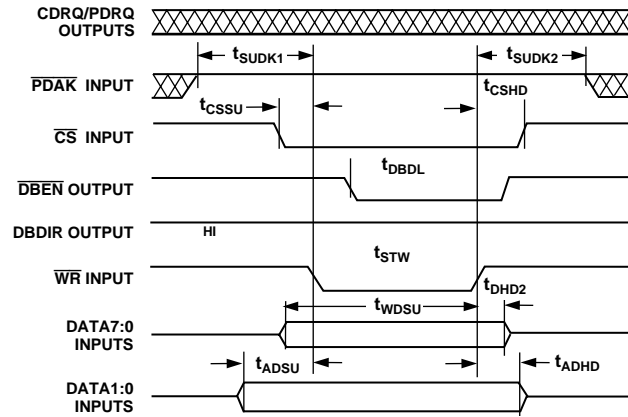 CDRQ/PDRQ
OUTPUTS
tSUDK1
tSUDK2
PDAK INPUT
tCSSU
tCSHD
CS INPUT
tDBDL
DBEN OUTPUT
DBDIR OUTPUT
HI
tSTW
WR INPUT
tDHD2
tWDSU
DATA7:0
INPUTS
tADSU
tADHD
DATA1:0
INPUTS